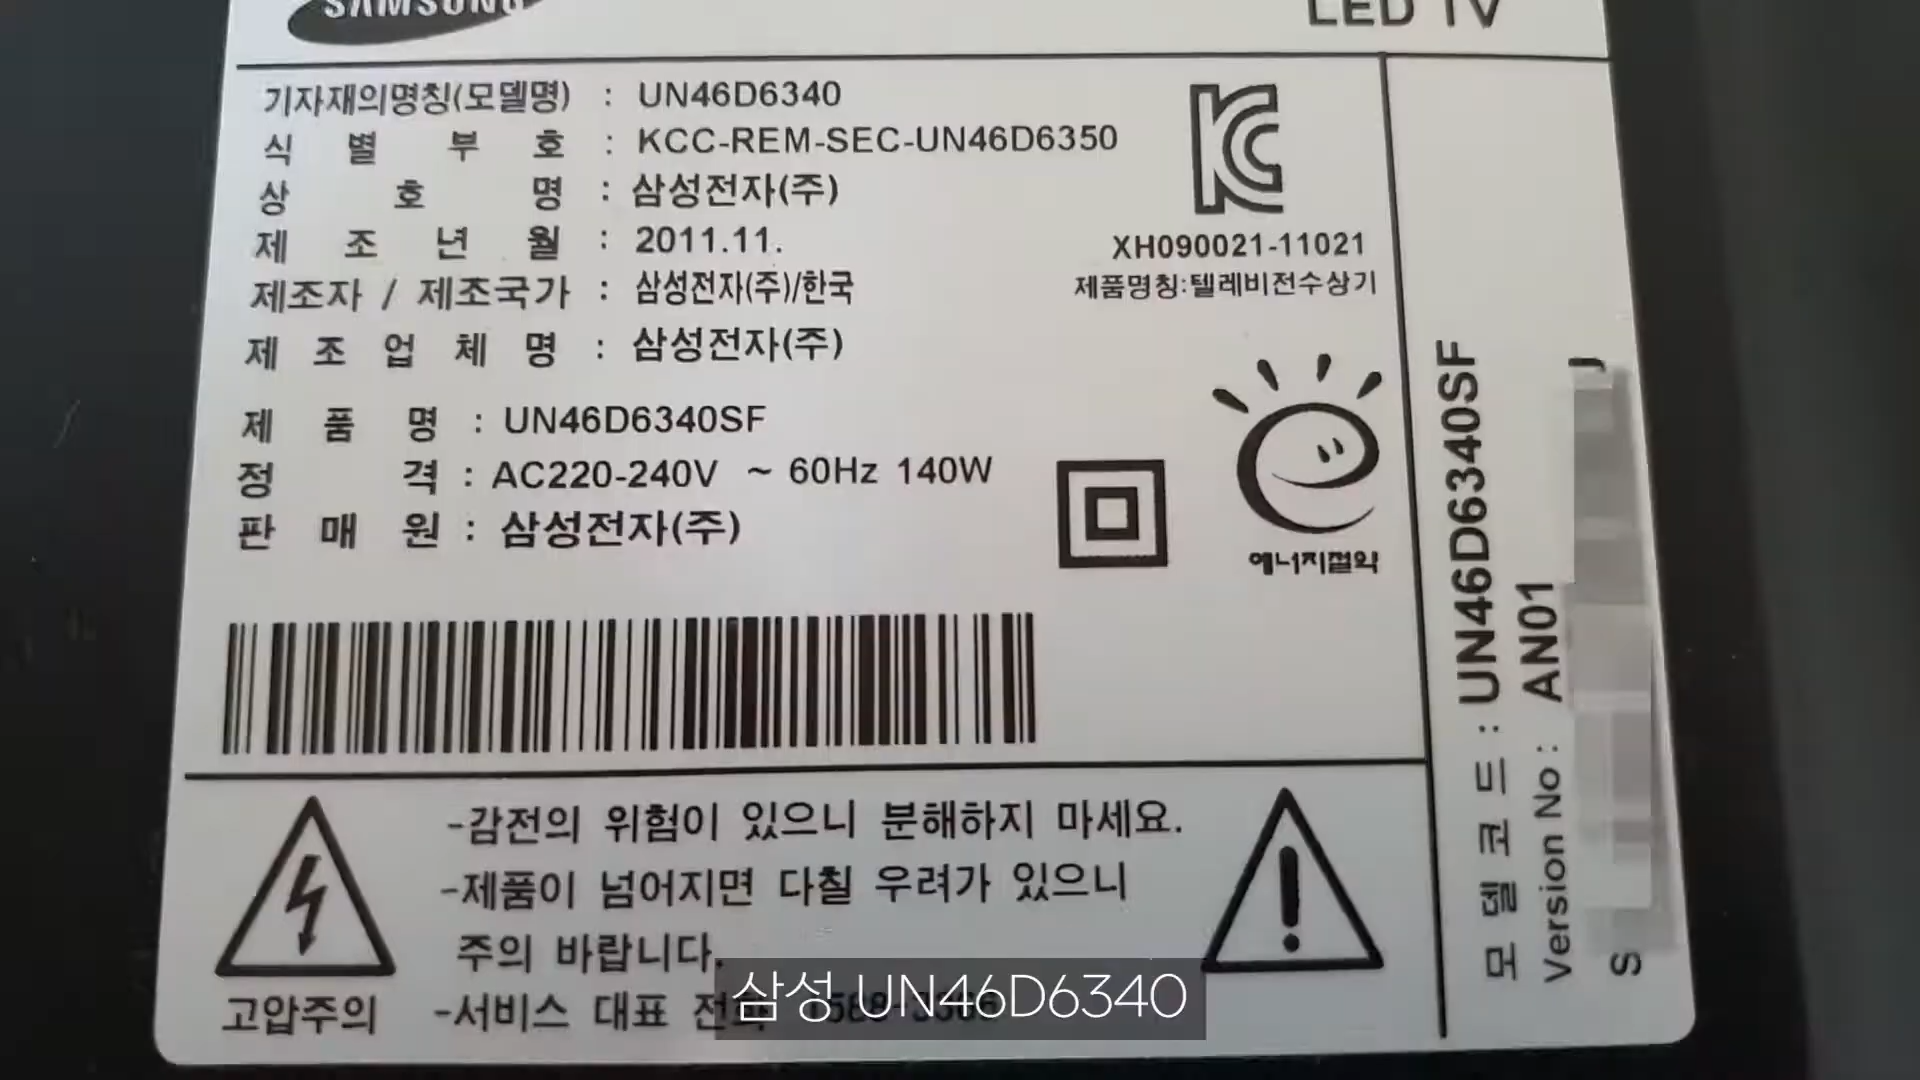 SAMSUNG
LED TV
기자재의명칭(모델명) : UN46D6340
식 별 부 호 : KCC-REM-SEC-UN46D6350
상 호 명 : 삼성전자(주)
제 조 년 월 : 2011.11.
제조자 / 제조국가 : 삼성전자(주)/한국
제 조 업 체 명 : 삼성전자(주)
XH090021-11021
제품명칭:텔레비전수상기
제 품 명 : UN46D6340SF
정 격 : AC220-240V ~ 60Hz 140W
판 매 원 : 삼성전자(주)
에너지절약
-감전의 위험이 있으니 분해하지 마세요.
-제품이 넘어지면 다칠 우려가 있으니
주의 바랍니다.
-서비스 대표 전화
고압주의
모델코드 : UN46D6340SF
Version No : AN01
S
삼성 UN46D6340